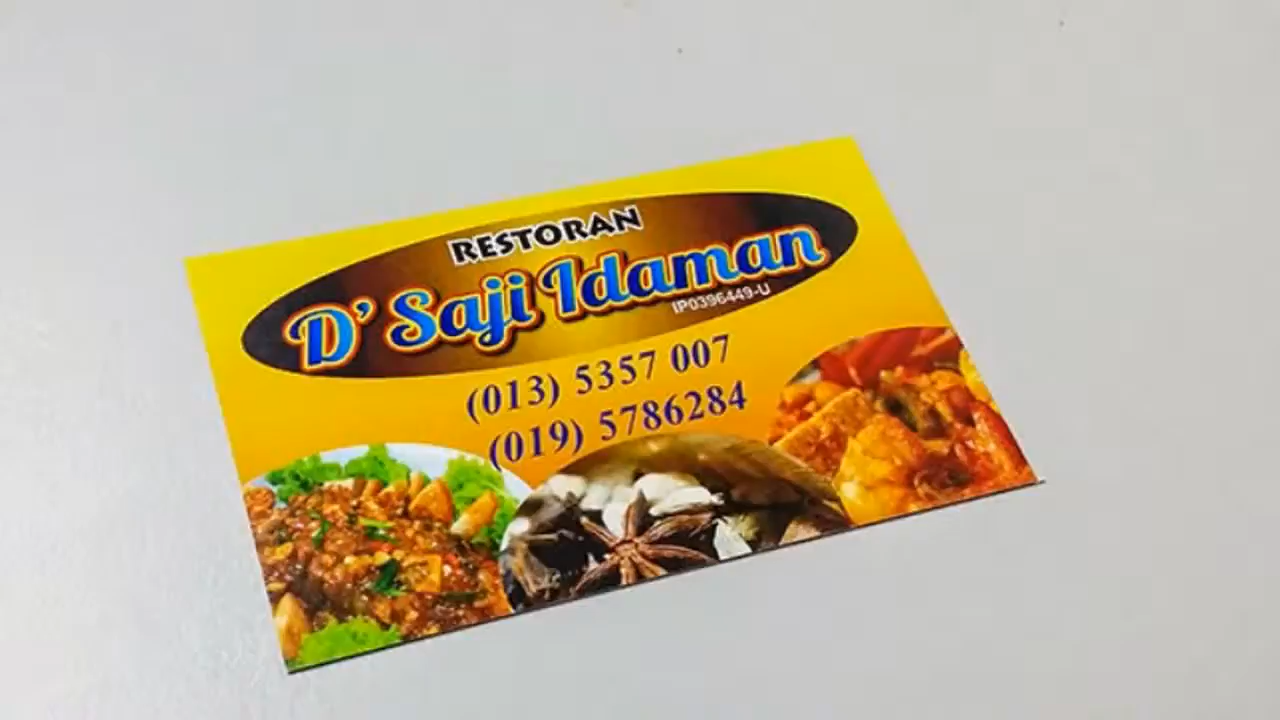 RESTORAN
D' Saji Idaman
IP0396449-U
(013) 5357 007
(019) 5786284